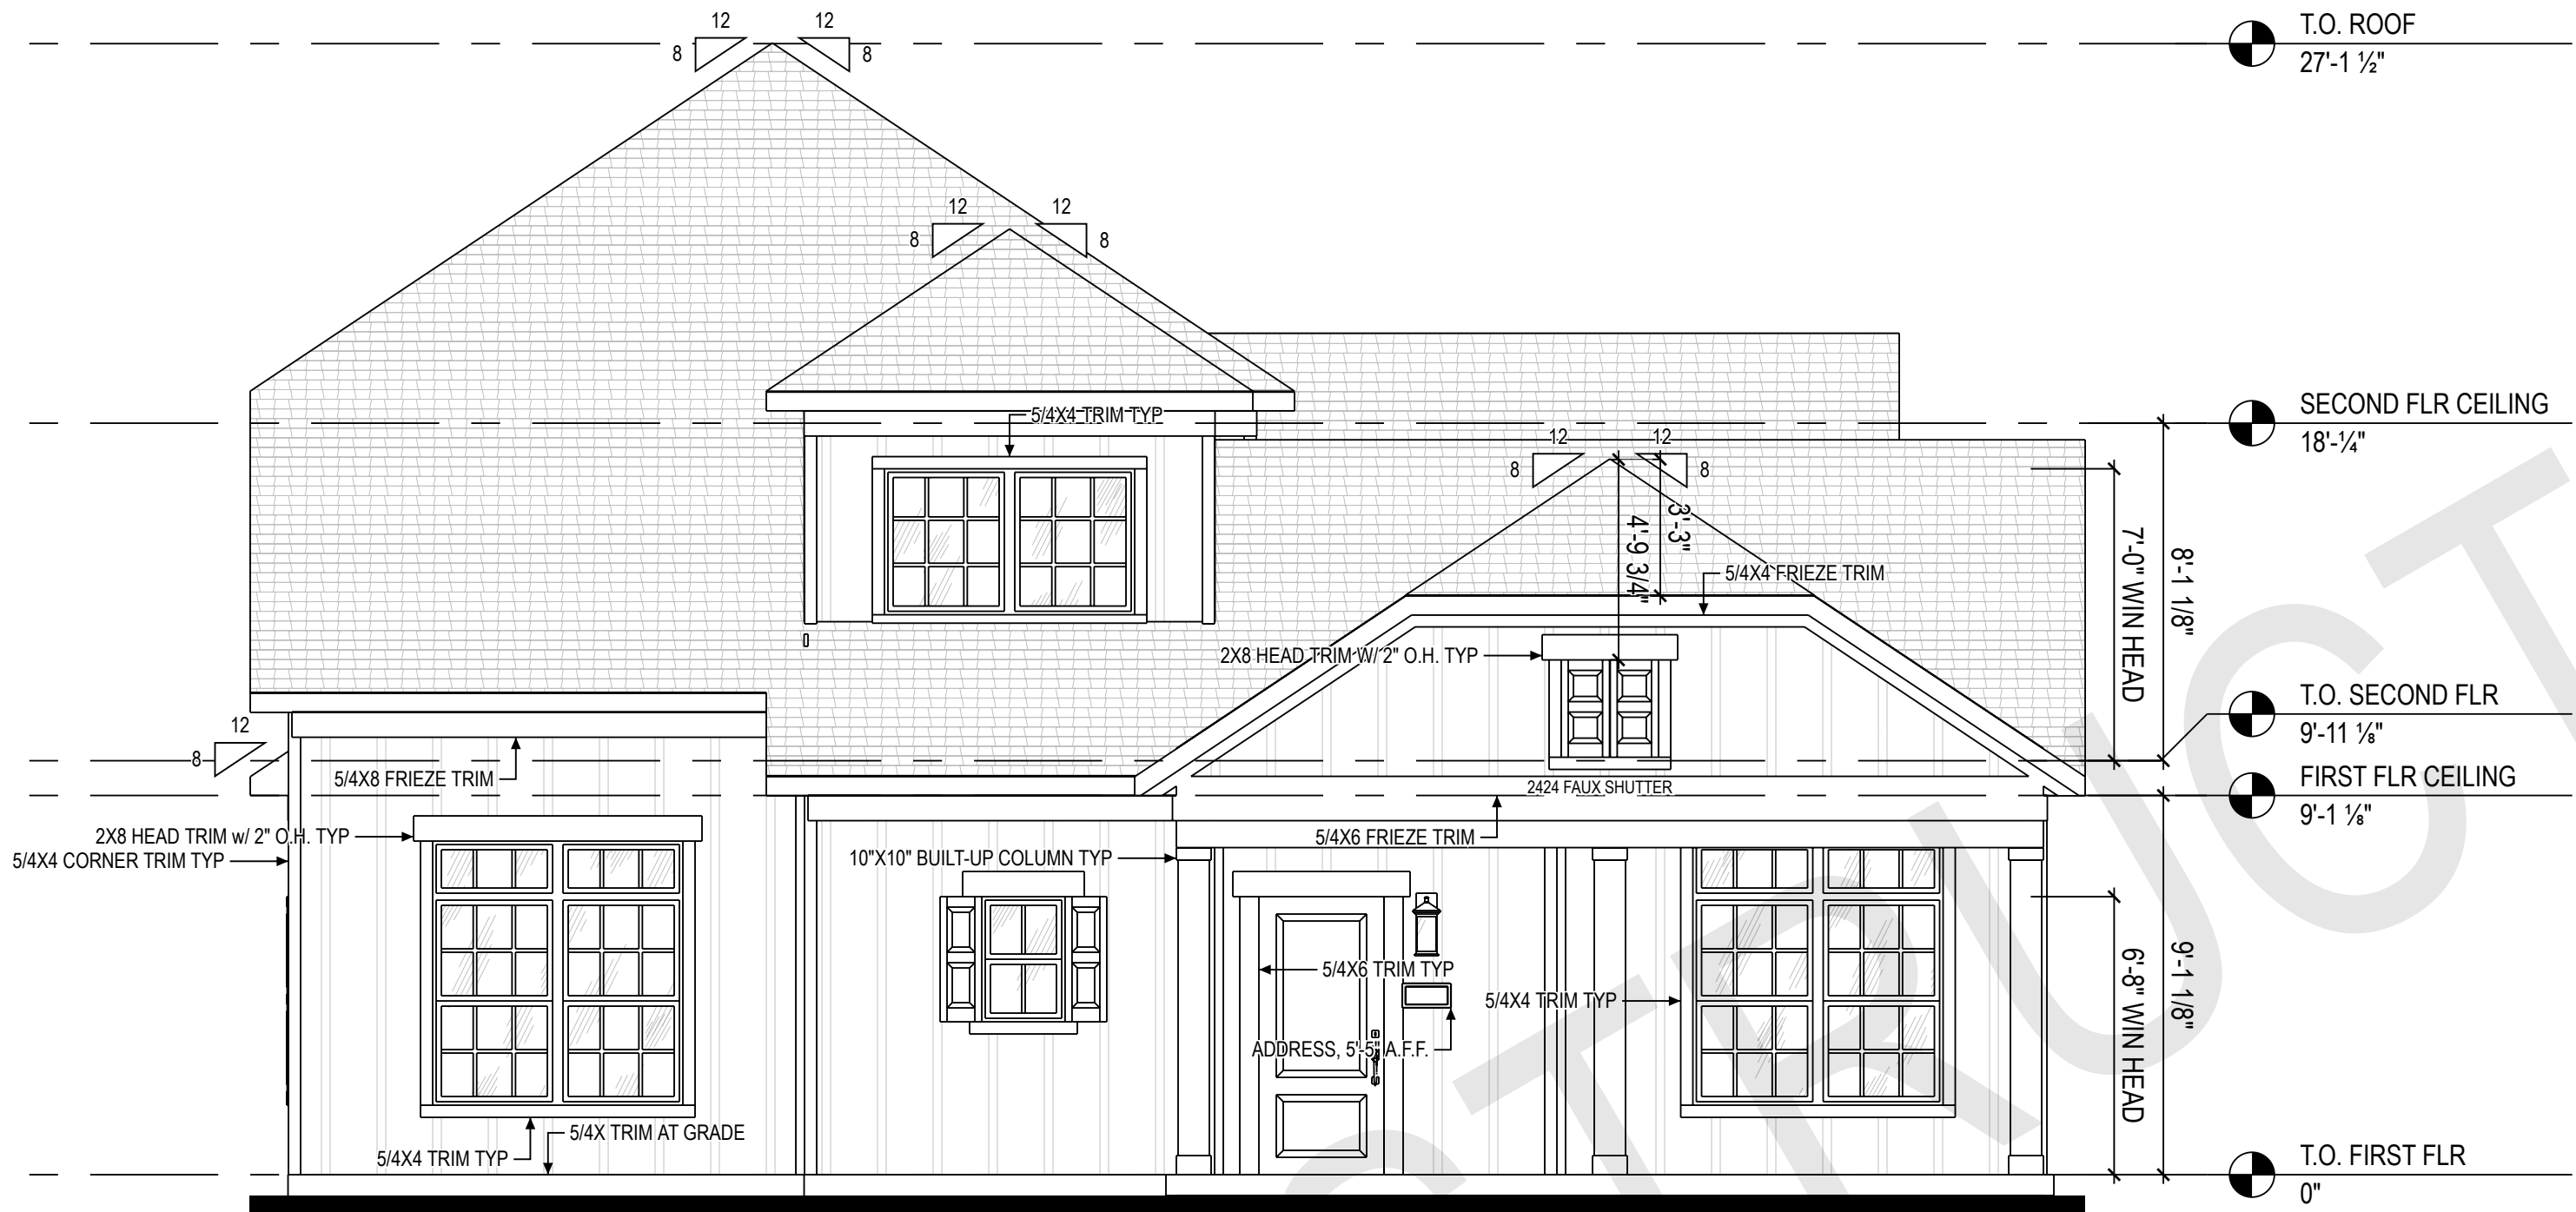 12 12
8 8
T.O. ROOF
27'-1 ½"
12 12
8 8
5/4X4 TRIM TYP
SECOND FLR CEILING
18'-¼"
12 12
8 8
3'-3"
4'-9 3/4"
7'-0" WIN HEAD
8'-1 1/8"
5/4X4 FRIEZE TRIM
2X8 HEAD TRIM W/ 2" O.H. TYP
T.O. SECOND FLR
9'-11 ⅛"
12
8
5/4X8 FRIEZE TRIM
2424 FAUX SHUTTER
FIRST FLR CEILING
9'-1 ⅛"
2X8 HEAD TRIM w/ 2" O.H. TYP
5/4X6 FRIEZE TRIM
5/4X4 CORNER TRIM TYP
10"X10" BUILT-UP COLUMN TYP
5/4X6 TRIM TYP
5/4X4 TRIM TYP
6'-8" WIN HEAD
9'-1 1/8"
ADDRESS, 5'-5" A.F.F.
5/4X TRIM AT GRADE
5/4X4 TRIM TYP
T.O. FIRST FLR
0"
STRUCT